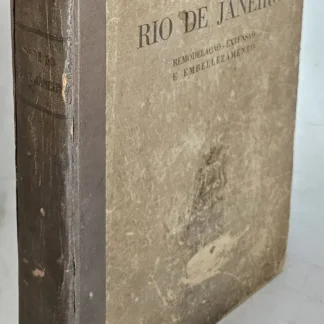 RIO DE JANEIRO
REMODELAÇÃO - EXTENSÃO
E EMBELLEZAMENTO